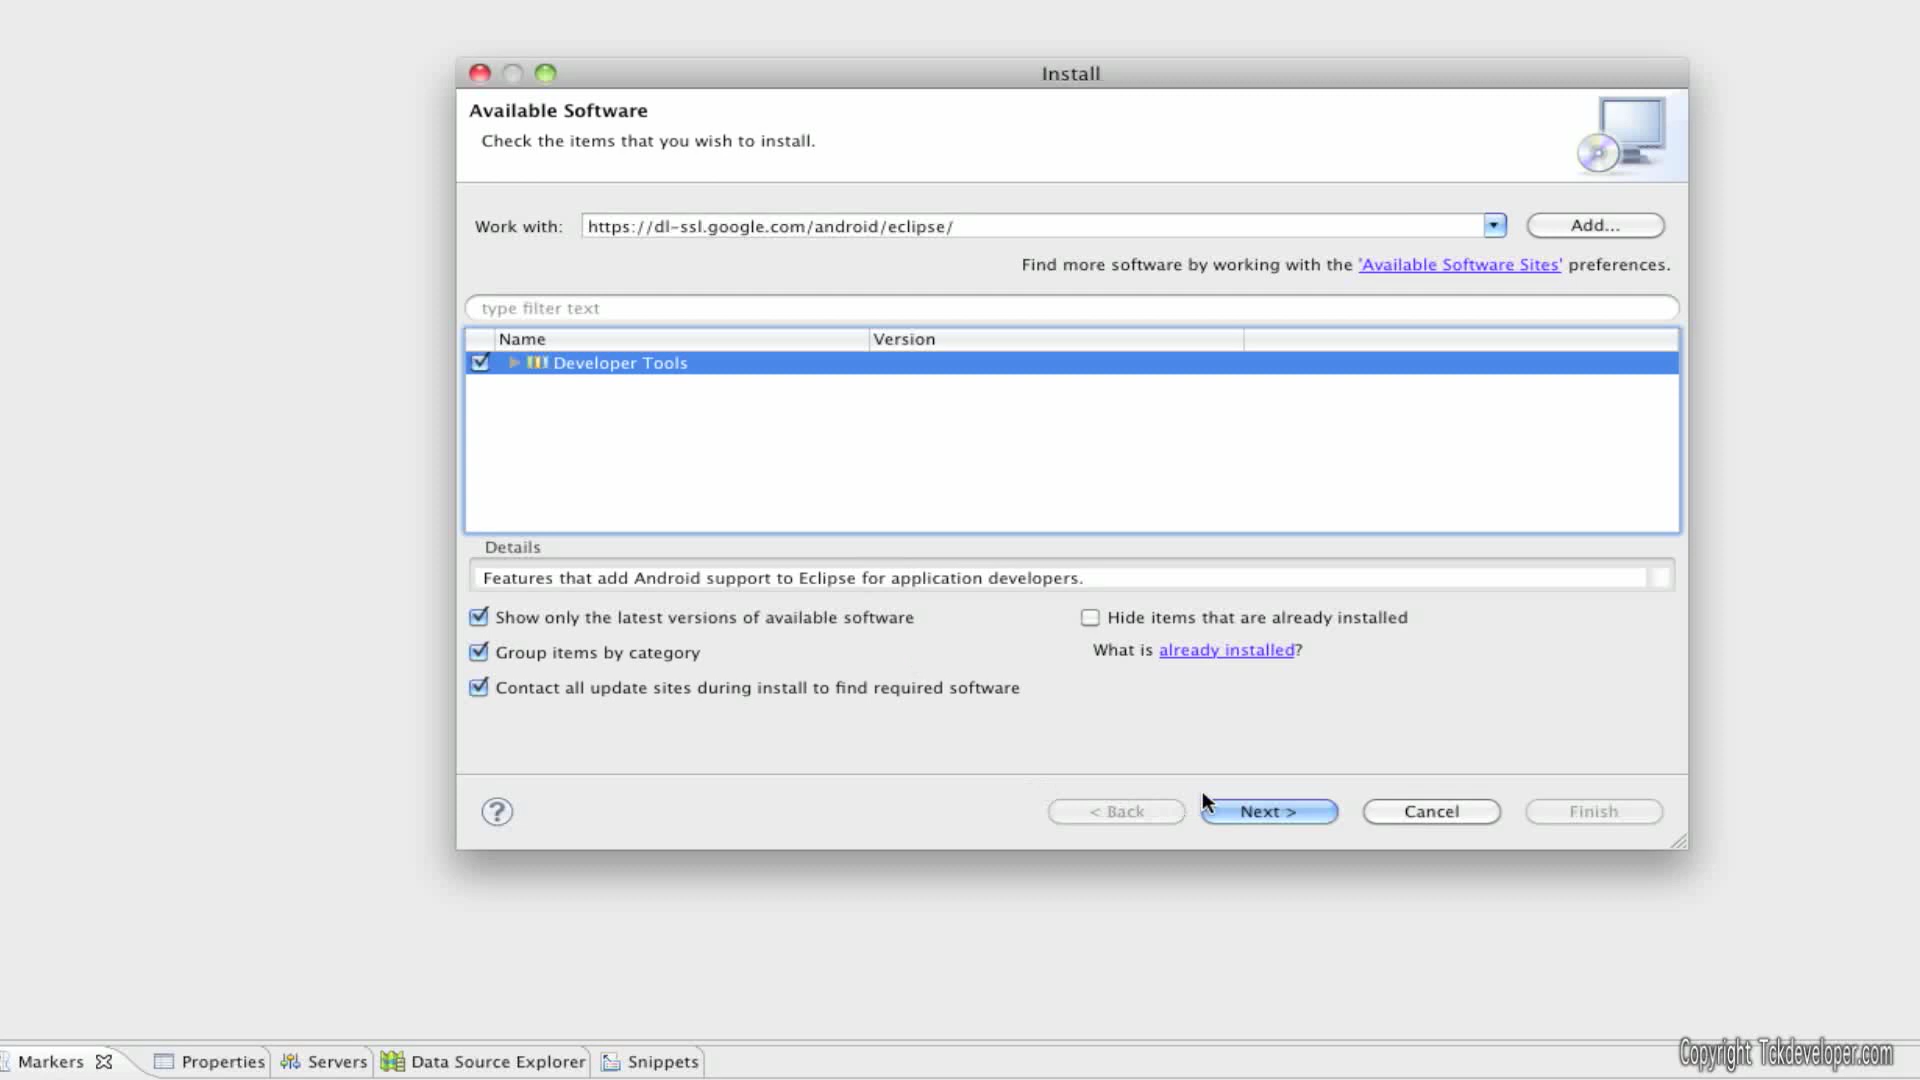 Install
Available Software
Check the items that you wish to install.
Work with: https://dl-ssl.google.com/android/eclipse/ Add...
Find more software by working with the 'Available Software Sites' preferences.
type filter text
Name Version
Developer Tools
Details
Features that add Android support to Eclipse for application developers.
Show only the latest versions of available software Hide items that are already installed
Group items by category What is already installed?
Contact all update sites during install to find required software
? < Back Next > Cancel Finish
Markers Properties Servers Data Source Explorer Snippets
Copyright Tckdeveloper.com